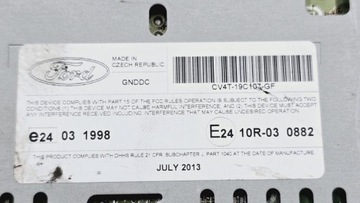 Ford
MADE IN
CZECH REPUBLIC
GNDDC
CV4T-19C107-GF
THIS DEVICE COMPLIES WITH PART 15 OF THE FCC RULES OPERATION IS SUBJECT TO THE FOLLOWING TWO
CONDITIONS (1) THIS DEVICE MAY NOT CAUSE HARMFUL INTERFERENCE, AND (2) THIS DEVICE MUST ACCEPT ANY
INTERFERENCE RECEIVED INCLUDING INTERFERENCE THAT MAY CAUSE UNDESIRED OPERATION.
e24 03 1998
E24 10R-03 0882
THIS PRODUCT COMPLIES WITH DHHS RULE 21 CFR, SUBCHAPTER J, PART 1040 AT THE DATE OF MANUFACTURE.
JULY 2013